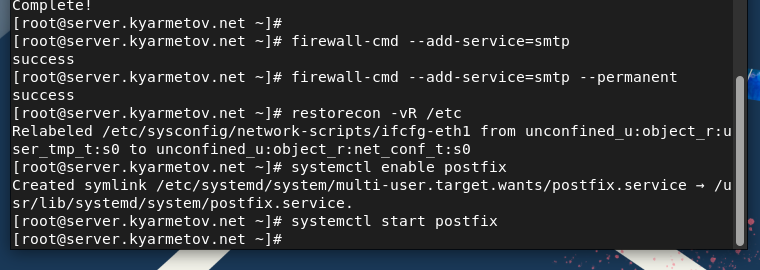 Complete!
[root@server.kyarmetov.net ~]#
[root@server.kyarmetov.net ~]# firewall-cmd --add-service=smtp
success
[root@server.kyarmetov.net ~]# firewall-cmd --add-service=smtp --permanent
success
[root@server.kyarmetov.net ~]# restorecon -vR /etc
Relabeled /etc/sysconfig/network-scripts/ifcfg-eth1 from unconfined_u:object_r:u
ser_tmp_t:s0 to unconfined_u:object_r:net_conf_t:s0
[root@server.kyarmetov.net ~]# systemctl enable postfix
Created symlink /etc/systemd/system/multi-user.target.wants/postfix.service → /u
sr/lib/systemd/system/postfix.service.
[root@server.kyarmetov.net ~]# systemctl start postfix
[root@server.kyarmetov.net ~]#